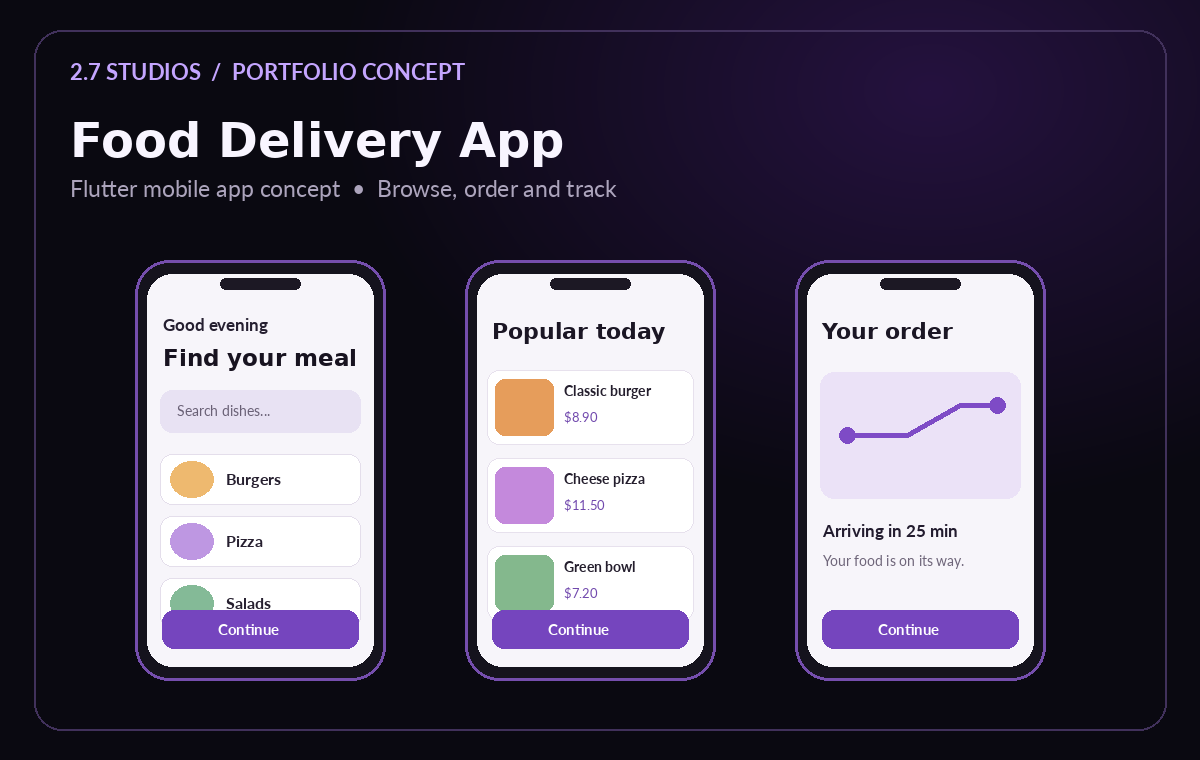 2.7 STUDIOS / PORTFOLIO CONCEPT
Food Delivery App
Flutter mobile app concept • Browse, order and track
Good evening
Find your meal
Search dishes...
Burgers
Pizza
Salads
Continue
Popular today
Classic burger
$8.90
Cheese pizza
$11.50
Green bowl
$7.20
Continue
Your order
Arriving in 25 min
Your food is on its way.
Continue